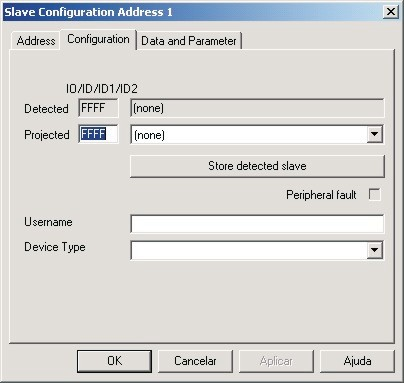 Slave Configuration Address 1
Address Configuration Data and Parameter
IO/ID/ID1/ID2
Detected FFFF (none)
Projected FFFF (none)
Store detected slave
Peripheral fault
Username
Device Type
OK Cancelar Aplicar Ajuda